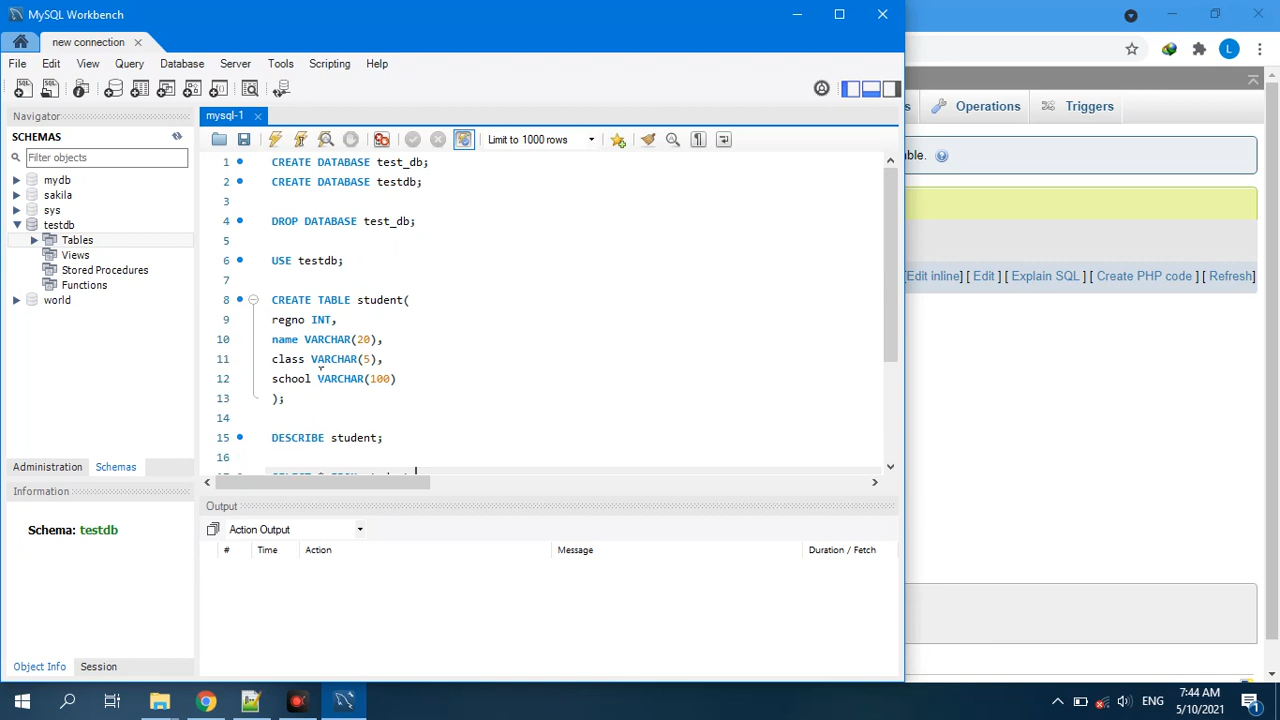 MySQL Workbench
new connection
File Edit View Query Database Server Tools Scripting Help
Operations Triggers
Navigator
SCHEMAS
Filter objects
mydb
sakila
sys
testdb
Tables
Views
Stored Procedures
Functions
world
Administration Schemas
Information
Schema: testdb
Object Info Session
mysql-1
Limit to 1000 rows
1 CREATE DATABASE test_db;
2 CREATE DATABASE testdb;
3
4 DROP DATABASE test_db;
5
6 USE testdb;
7
8 CREATE TABLE student(
9 regno INT,
10 name VARCHAR(20),
11 class VARCHAR(5),
12 school VARCHAR(100)
13 );
14
15 DESCRIBE student;
16
Output
Action Output
# Time Action Message Duration / Fetch
[Edit inline] [ Edit ] [ Explain SQL ] [ Create PHP code ] [ Refresh]
L
ENG
7:44 AM
5/10/2021